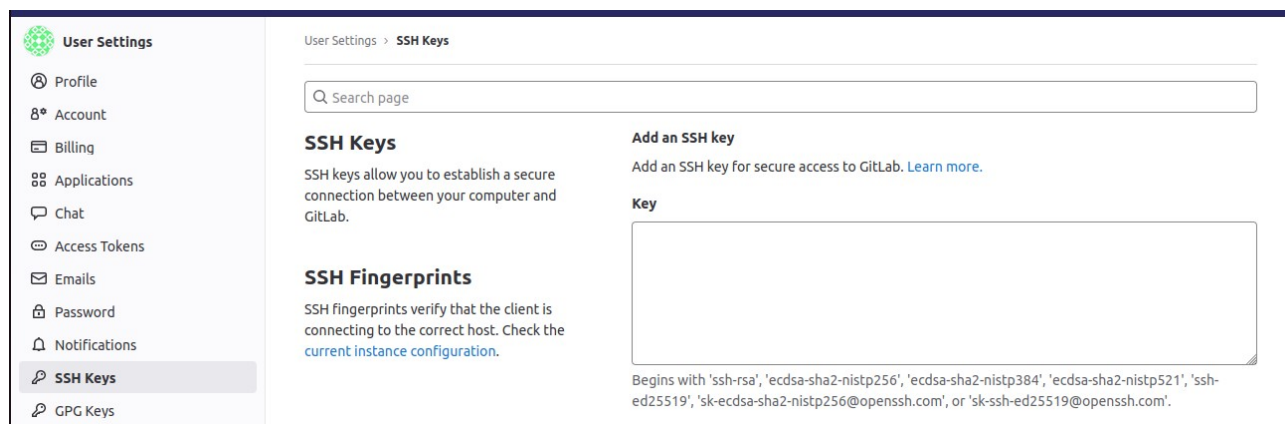 User Settings
Profile
Account
Billing
Applications
Chat
Access Tokens
Emails
Password
Notifications
SSH Keys
GPG Keys
User Settings > SSH Keys
Search page
SSH Keys
SSH keys allow you to establish a secure
connection between your computer and
GitLab.
SSH Fingerprints
SSH fingerprints verify that the client is
connecting to the correct host. Check the
current instance configuration.
Add an SSH key
Add an SSH key for secure access to GitLab. Learn more.
Key
Begins with 'ssh-rsa', 'ecdsa-sha2-nistp256', 'ecdsa-sha2-nistp384', 'ecdsa-sha2-nistp521', 'ssh-
ed25519', 'sk-ecdsa-sha2-nistp256@openssh.com', or 'sk-ssh-ed25519@openssh.com'.